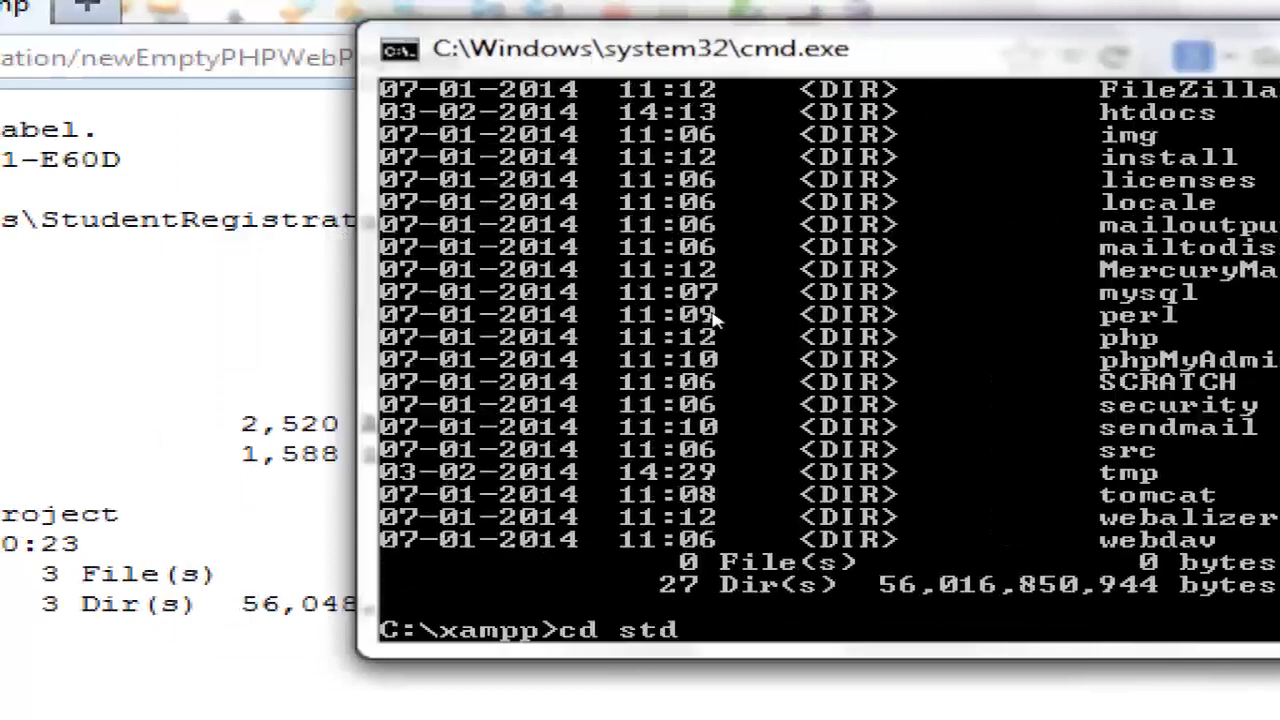 np
ation/newEmptyPHPWebP
abel.
1-E60D
s\StudentRegistrat
2,520
1,588
roject
0:23
3 File(s)
3 Dir(s) 56,048
C:\Windows\system32\cmd.exe
07-01-2014 11:12 <DIR> FileZilla
03-02-2014 14:13 <DIR> htdocs
07-01-2014 11:06 <DIR> img
07-01-2014 11:12 <DIR> install
07-01-2014 11:06 <DIR> licenses
07-01-2014 11:06 <DIR> locale
07-01-2014 11:06 <DIR> mailoutpu
07-01-2014 11:06 <DIR> mailtodis
07-01-2014 11:12 <DIR> MercuryMa
07-01-2014 11:07 <DIR> mysql
07-01-2014 11:09 <DIR> perl
07-01-2014 11:12 <DIR> php
07-01-2014 11:10 <DIR> phpMyAdmi
07-01-2014 11:06 <DIR> SCRATCH
07-01-2014 11:06 <DIR> security
07-01-2014 11:10 <DIR> sendmail
07-01-2014 11:06 <DIR> src
03-02-2014 14:29 <DIR> tmp
07-01-2014 11:08 <DIR> tomcat
07-01-2014 11:12 <DIR> webalizer
07-01-2014 11:06 <DIR> webdav
0 File(s) 0 bytes
27 Dir(s) 56,016,850,944 bytes
C:\xampp>cd std